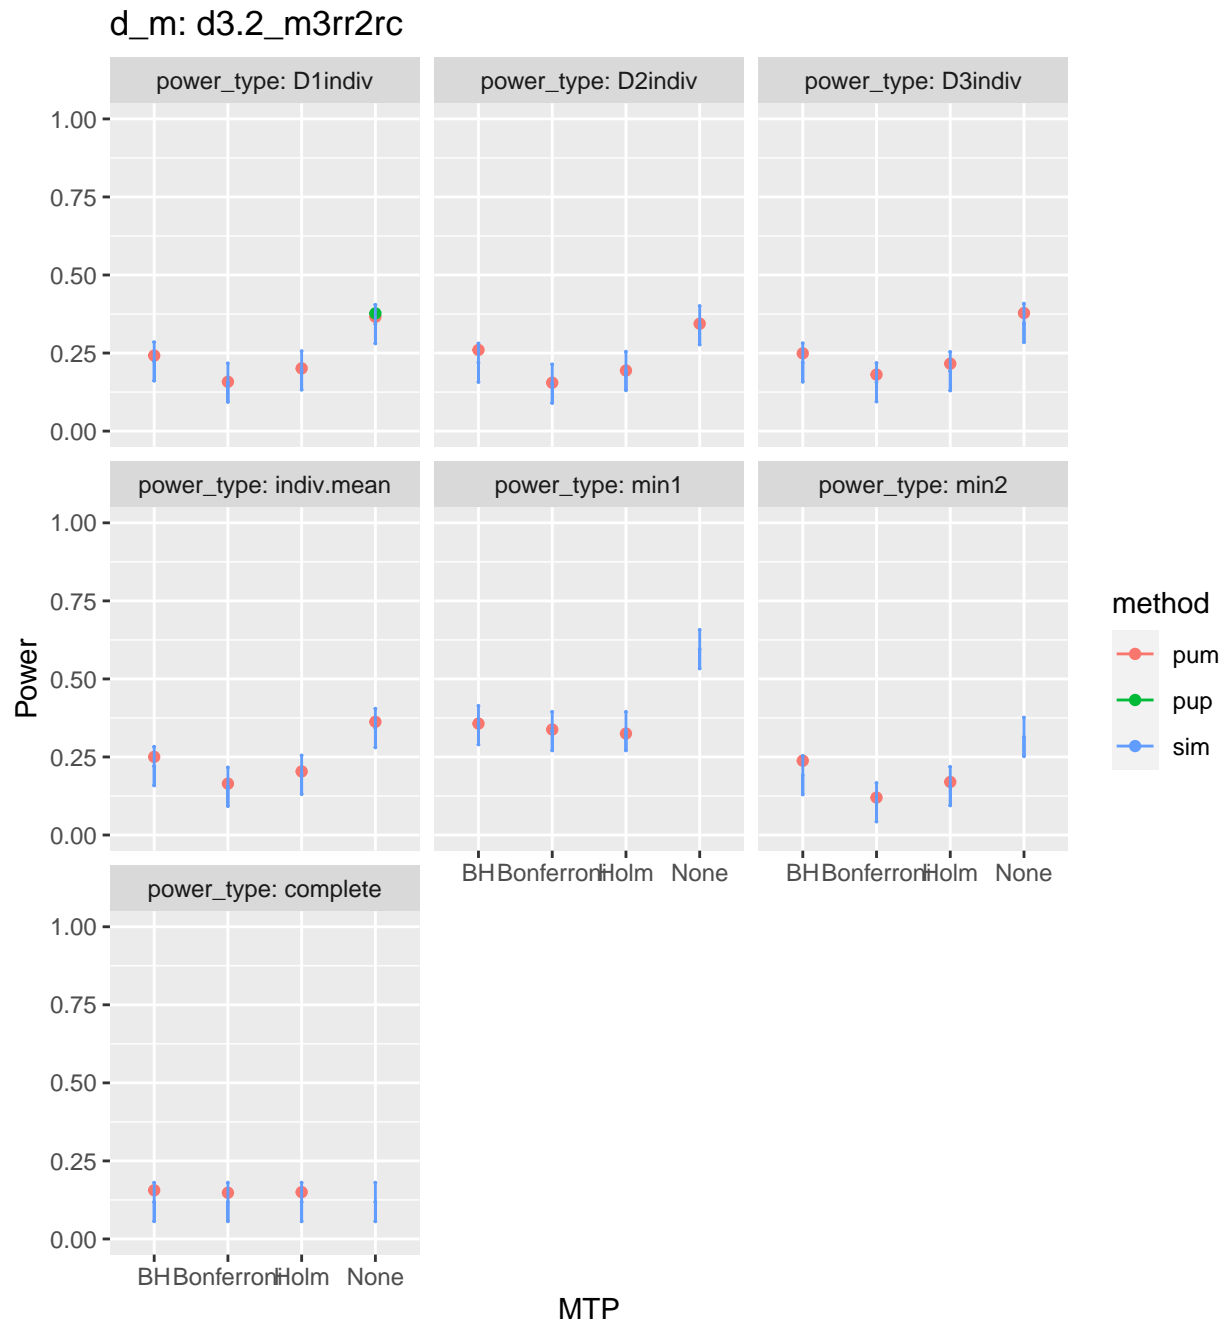 d_m: d3.2_m3rr2rc
power_type: D1indiv
power_type: D2indiv
power_type: D3indiv
1.00
0.75
0.50
0.25
0.00
power_type: indiv.mean
power_type: min1
power_type: min2
1.00
0.75
0.50
0.25
0.00
BH Bonferroni Holm None
BH Bonferroni Holm None
power_type: complete
1.00
0.75
0.50
0.25
0.00
BH Bonferroni Holm None
MTP
Power
method
pum
pup
sim